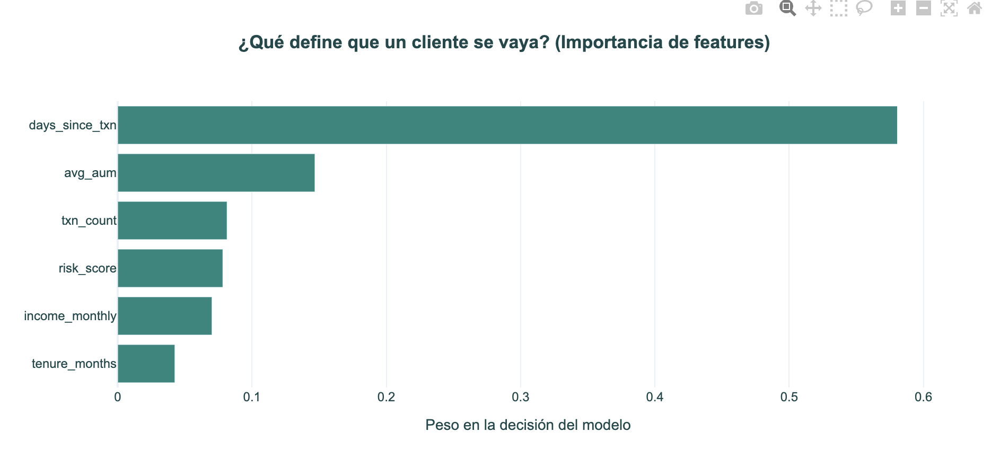 ¿Qué define que un cliente se vaya? (Importancia de features)
days_since_txn
avg_aum
txn_count
risk_score
income_monthly
tenure_months
0 0.1 0.2 0.3 0.4 0.5 0.6
Peso en la decisión del modelo